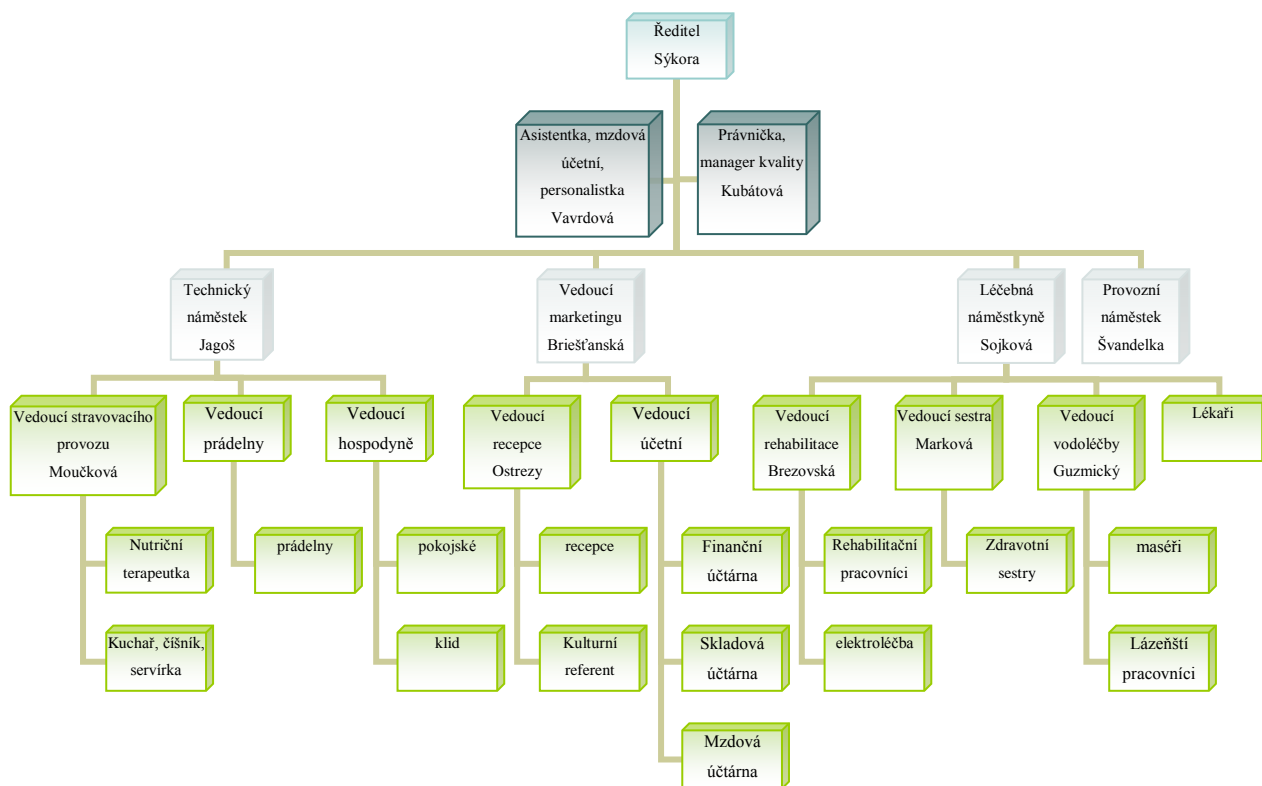 Ředitel
Sýkora
Asistentka, mzdová
účetní,
personalistka
Vavrdová
Právnička,
manager kvality
Kubátová
Technický
náměstek
Jagoš
Vedoucí
marketingu
Briešťanská
Léčebná
náměstkyně
Sojková
Provozní
náměstek
Švandelka
Vedoucí stravovacího
provozu
Moučková
Vedoucí
prádelny
Vedoucí
hospodyně
Vedoucí
recepce
Ostrezy
Vedoucí
účetní
Vedoucí
rehabilitace
Brezovská
Vedoucí sestra
Marková
Vedoucí
vodoléčby
Guzmický
Lékaři
Nutriční
terapeutka
prádelny
pokojské
recepce
Finanční
účtárna
Rehabilitační
pracovníci
Zdravotní
sestry
maséři
Kuchař, číšník,
servírka
klid
Kulturní
referent
Skladová
účtárna
elektroléčba
Lázeňští
pracovníci
Mzdová
účtárna